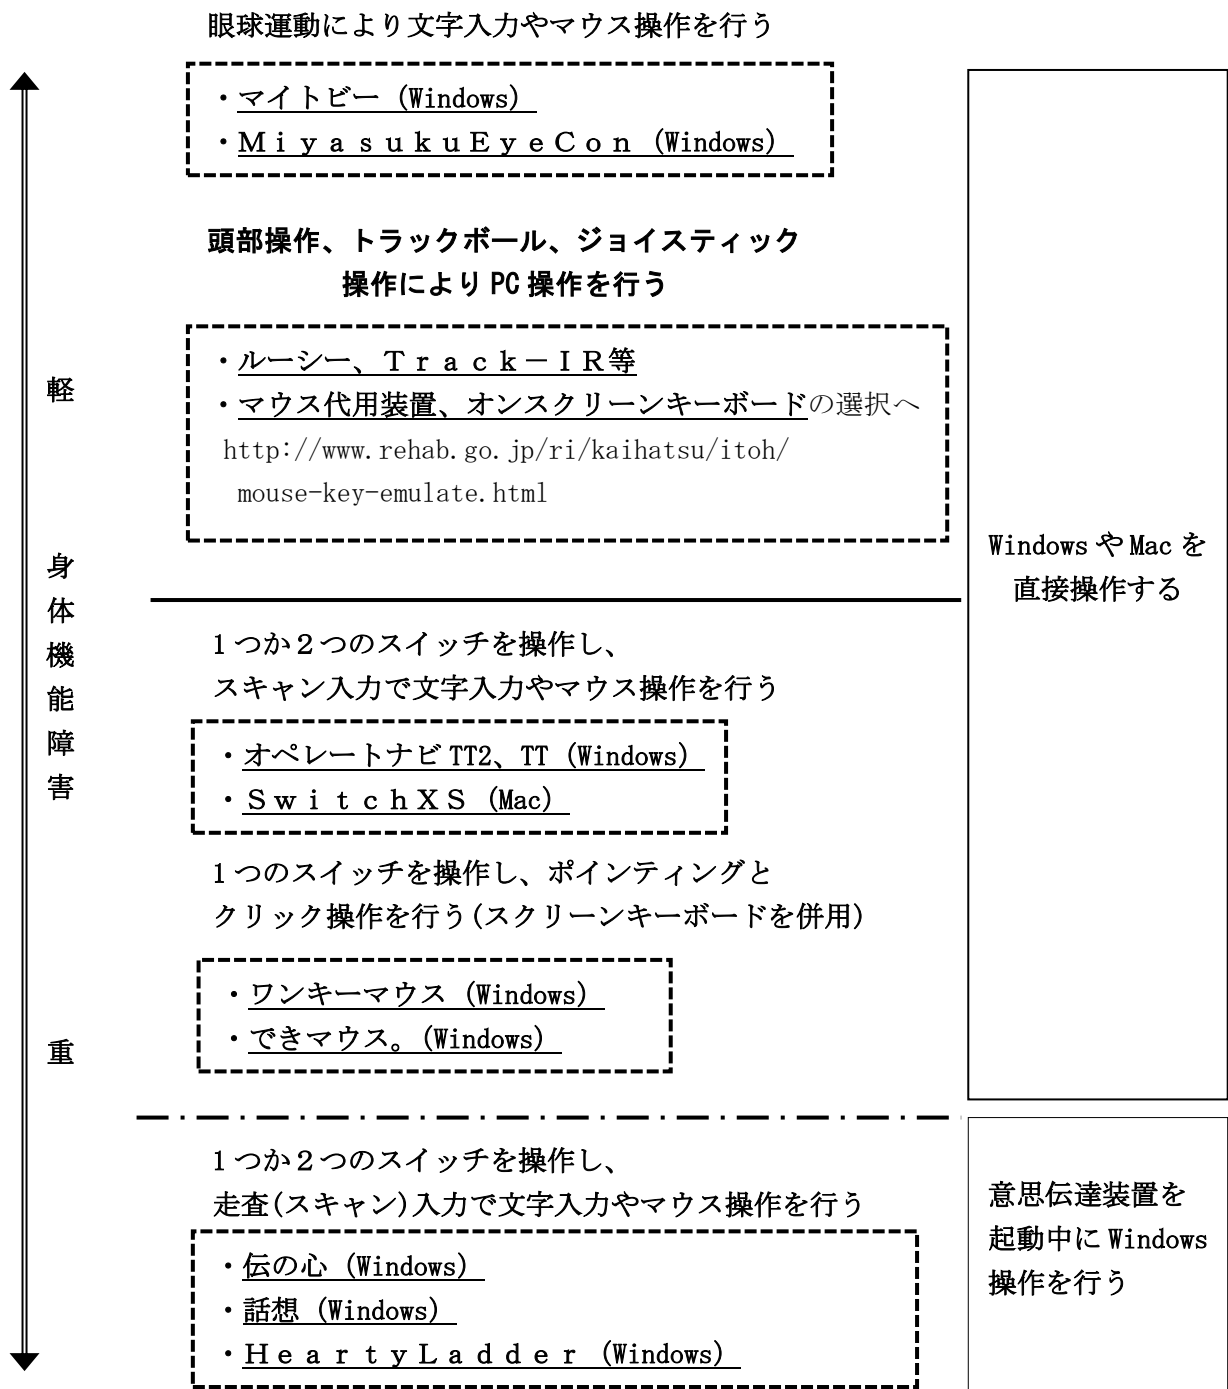 眼球運動により文字入力やマウス操作を行う
・マイトビー (Windows)
・ＭｉｙａｓｕｋｕＥｙｅＣｏｎ (Windows)
頭部操作、トラックボール、ジョイスティック
操作により PC 操作を行う
・ルーシー、Ｔｒａｃｋ－ＩＲ等
・マウス代用装置、オンスクリーンキーボードの選択へ
http://www.rehab.go.jp/ri/kaihatsu/itoh/
mouse-key-emulate.html
軽
身
体
機
能
障
害
重
Windows や Mac を
直接操作する
１つか２つのスイッチを操作し、
スキャン入力で文字入力やマウス操作を行う
・オペレートナビ TT2、TT (Windows)
・ＳｗｉｔｃｈＸＳ (Mac)
１つのスイッチを操作し、ポインティングと
クリック操作を行う(スクリーンキーボードを併用)
・ワンキーマウス (Windows)
・できマウス。(Windows)
１つか２つのスイッチを操作し、
走査(スキャン)入力で文字入力やマウス操作を行う
・伝の心 (Windows)
・話想 (Windows)
・ＨｅａｒｔｙＬａｄｄｅｒ (Windows)
意思伝達装置を
起動中に Windows
操作を行う